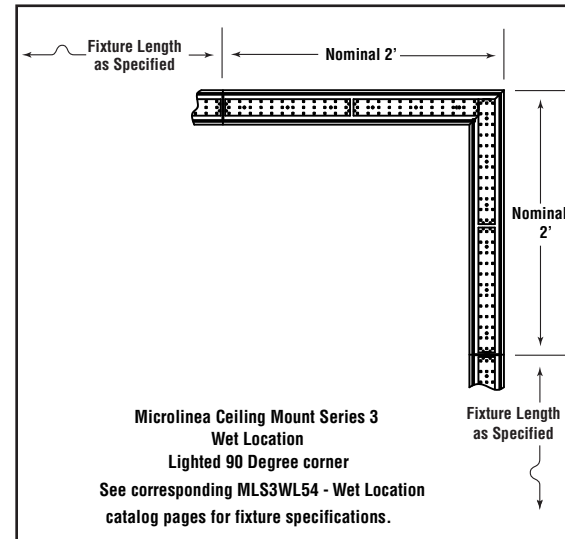 Fixture Length
as Specified
Nominal 2’
Nominal
2’
Fixture Length
as Specified
Microlinea Ceiling Mount Series 3
Wet Location
Lighted 90 Degree corner
See corresponding MLS3WL54 - Wet Location
catalog pages for fixture specifications.